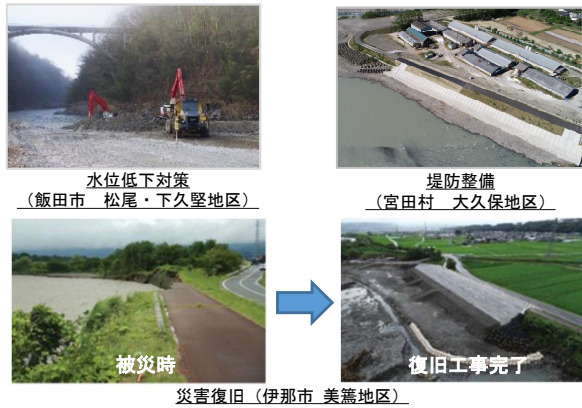 水位低下対策
（飯田市　松尾・下久堅地区）
堤防整備
（宮田村　大久保地区）
被災時
復旧工事完了
災害復旧（伊那市 美篶地区）